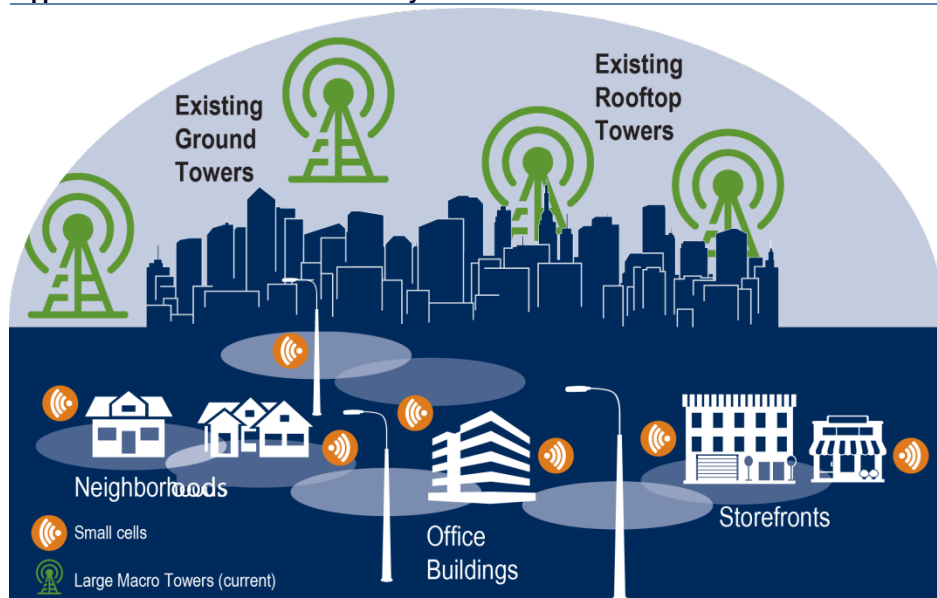 Existing
Ground
Towers
Existing
Rooftop
Towers
Neighborhoods
Office
Buildings
Storefronts
Small cells
Large Macro Towers (current)